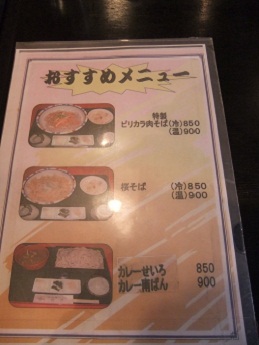 おすすめメニュー
特製
ピリカラ肉そば(冷)850
(温)900
桜そば (冷)850
(温)900
カレーせいろ 850
カレー南ばん 900